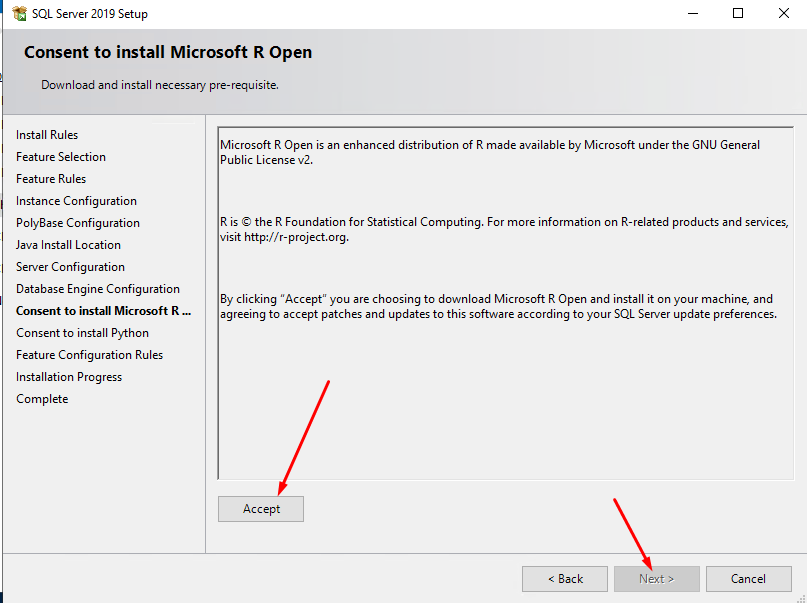 SQL Server 2019 Setup
Consent to install Microsoft R Open
Download and install necessary pre-requisite.
Install Rules
Feature Selection
Feature Rules
Instance Configuration
PolyBase Configuration
Java Install Location
Server Configuration
Database Engine Configuration
Consent to install Microsoft R ...
Consent to install Python
Feature Configuration Rules
Installation Progress
Complete
Microsoft R Open is an enhanced distribution of R made available by Microsoft under the GNU General
Public License v2.
R is © the R Foundation for Statistical Computing. For more information on R-related products and services,
visit http://r-project.org.
By clicking “Accept” you are choosing to download Microsoft R Open and install it on your machine, and
agreeing to accept patches and updates to this software according to your SQL Server update preferences.
Accept
< Back
Next >
Cancel